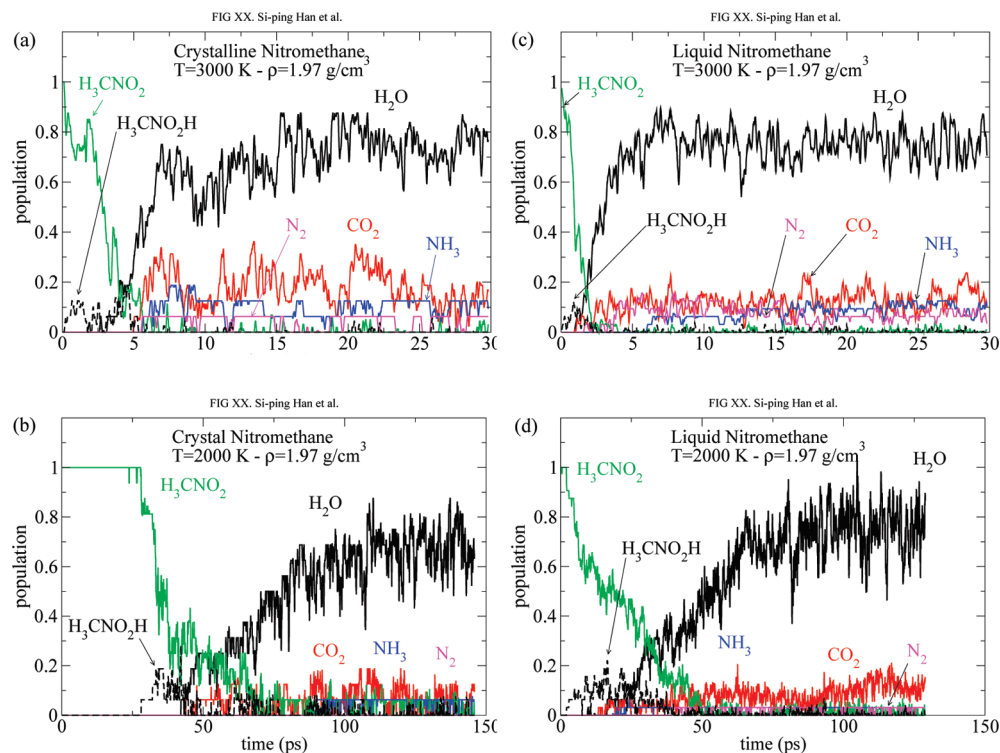 FIG XX. Si-ping Han et al.
(a)
Crystalline Nitromethane
T=3000 K - ρ=1.97 g/cm³
H₃CNO₂
H₃CNO₂H
H₂O
N₂
CO₂
NH₃
population
1
0.8
0.6
0.4
0.2
0
0 5 10 15 20 25 30
FIG XX. Si-ping Han et al.
(c)
Liquid Nitromethane
T=3000 K - ρ=1.97 g/cm³
H₃CNO₂
H₂O
H₃CNO₂H
N₂
CO₂
NH₃
population
1
0.8
0.6
0.4
0.2
0
0 5 10 15 20 25 30
FIG XX. Si-ping Han et al.
(b)
Crystal Nitromethane
T=2000 K - ρ=1.97 g/cm³
H₃CNO₂
H₂O
H₃CNO₂H
CO₂
NH₃
N₂
population
1
0.8
0.6
0.4
0.2
0
0 50 100 150
time (ps)
FIG XX. Si-ping Han et al.
(d)
Liquid Nitromethane
T=2000 K - ρ=1.97 g/cm³
H₂O
H₃CNO₂
H₃CNO₂H
NH₃
CO₂
N₂
population
1
0.8
0.6
0.4
0.2
0
0 50 100 150
time (ps)